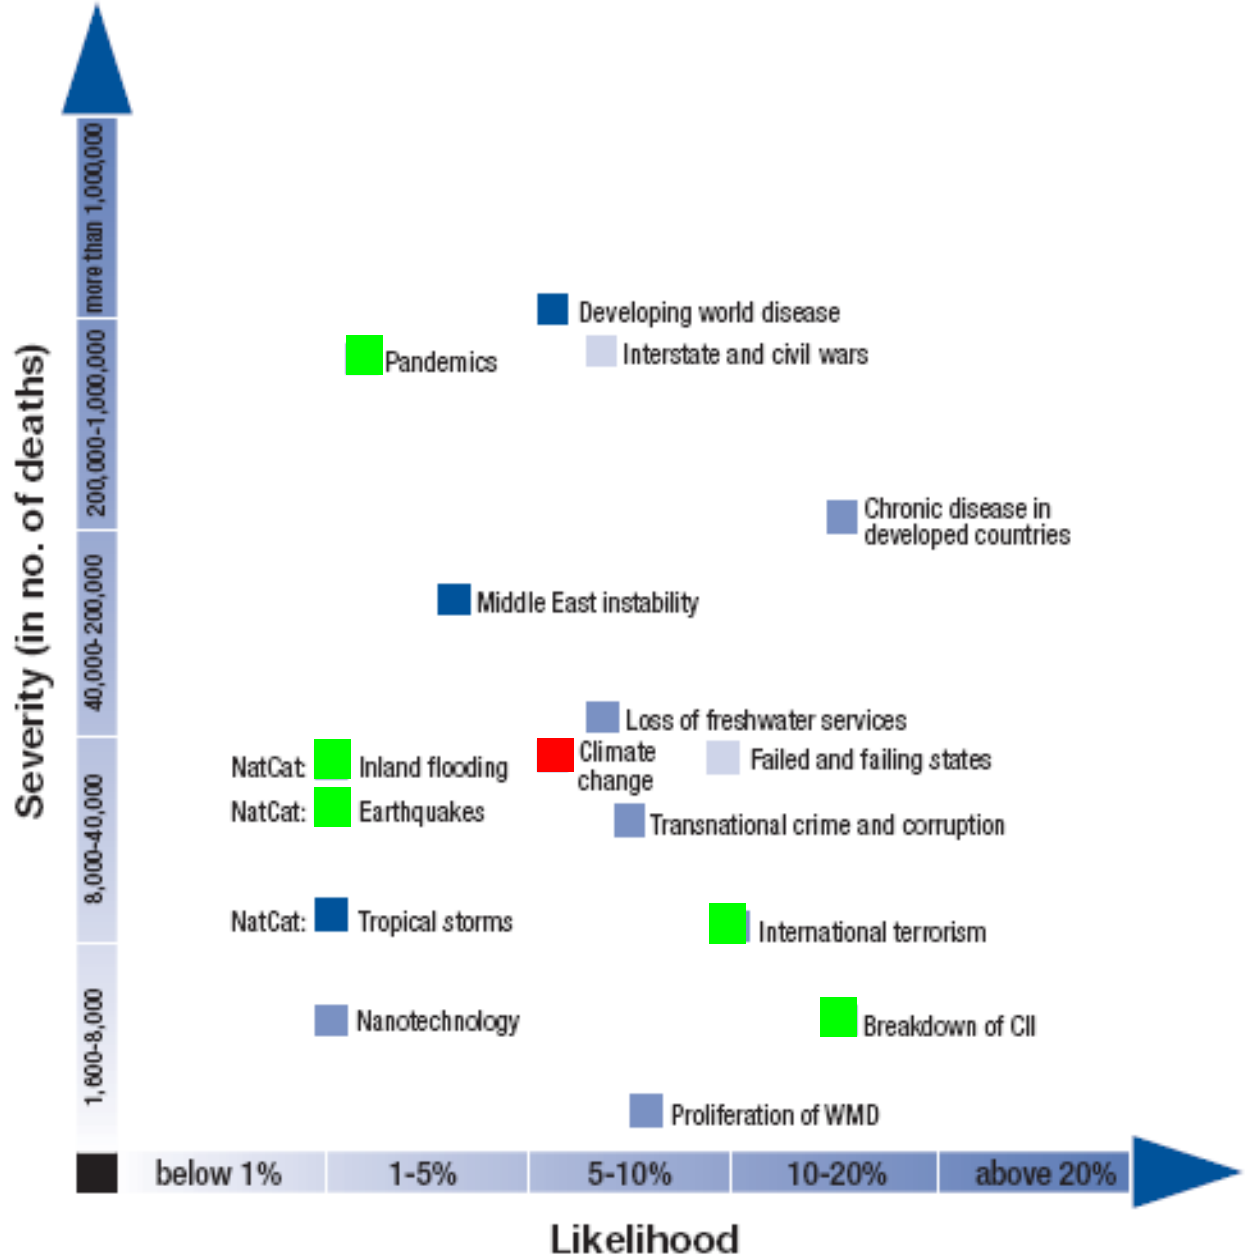 Severity (in no. of deaths)
more than 1,000,000
200,000-1,000,000
40,000-200,000
8,000-40,000
1,600-8,000
Developing world disease
Interstate and civil wars
Pandemics
Chronic disease in
developed countries
Middle East instability
Loss of freshwater services
NatCat: Inland flooding
Climate
change
Failed and failing states
NatCat: Earthquakes
Transnational crime and corruption
NatCat: Tropical storms
International terrorism
Nanotechnology
Breakdown of CII
Proliferation of WMD
below 1% 1-5% 5-10% 10-20% above 20%
Likelihood